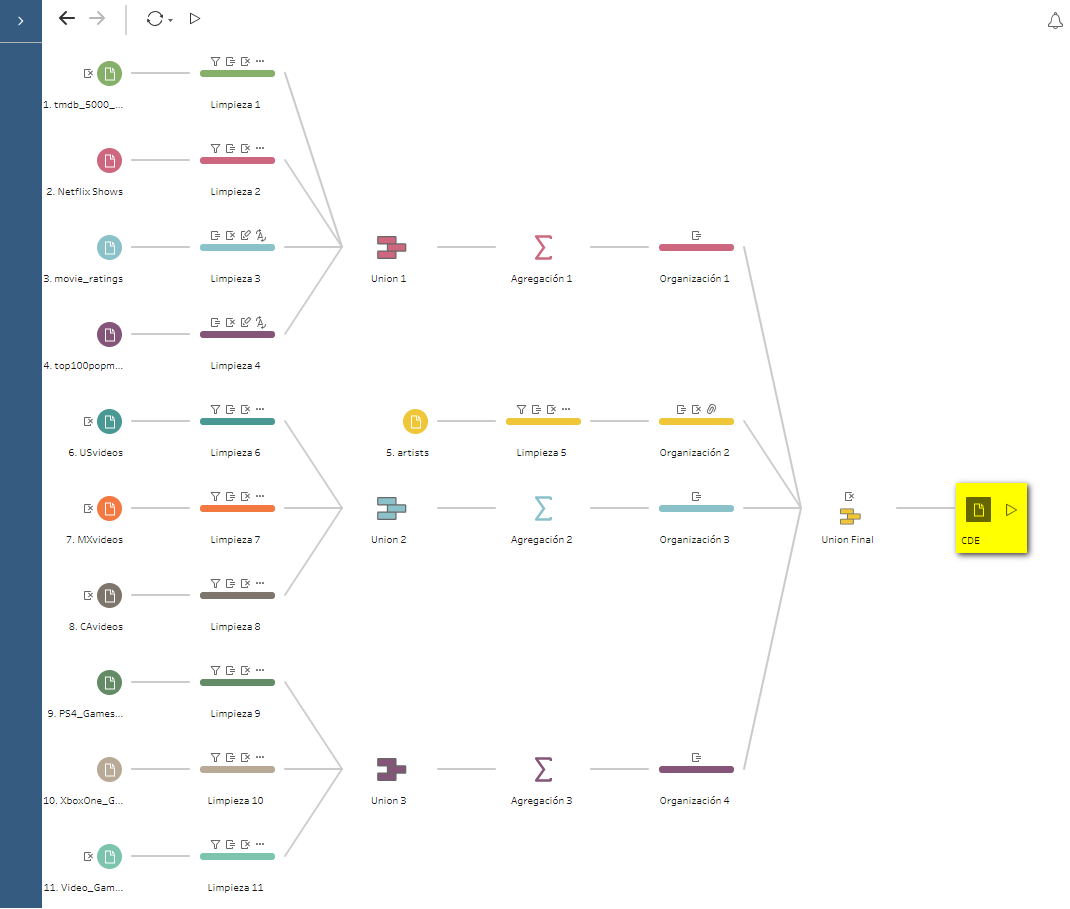 1. tmdb_5000_...
Limpieza 1
2. Netflix Shows
Limpieza 2
3. movie_ratings
Limpieza 3
Union 1
Agregación 1
Organización 1
4. top100popm...
Limpieza 4
6. USvideos
Limpieza 6
5. artists
Limpieza 5
Organización 2
7. MXvideos
Limpieza 7
Union 2
Agregación 2
Organización 3
Union Final
CDE
8. CAvideos
Limpieza 8
9. PS4_Games...
Limpieza 9
10. XboxOne_G...
Limpieza 10
Union 3
Agregación 3
Organización 4
11. Video_Gam...
Limpieza 11